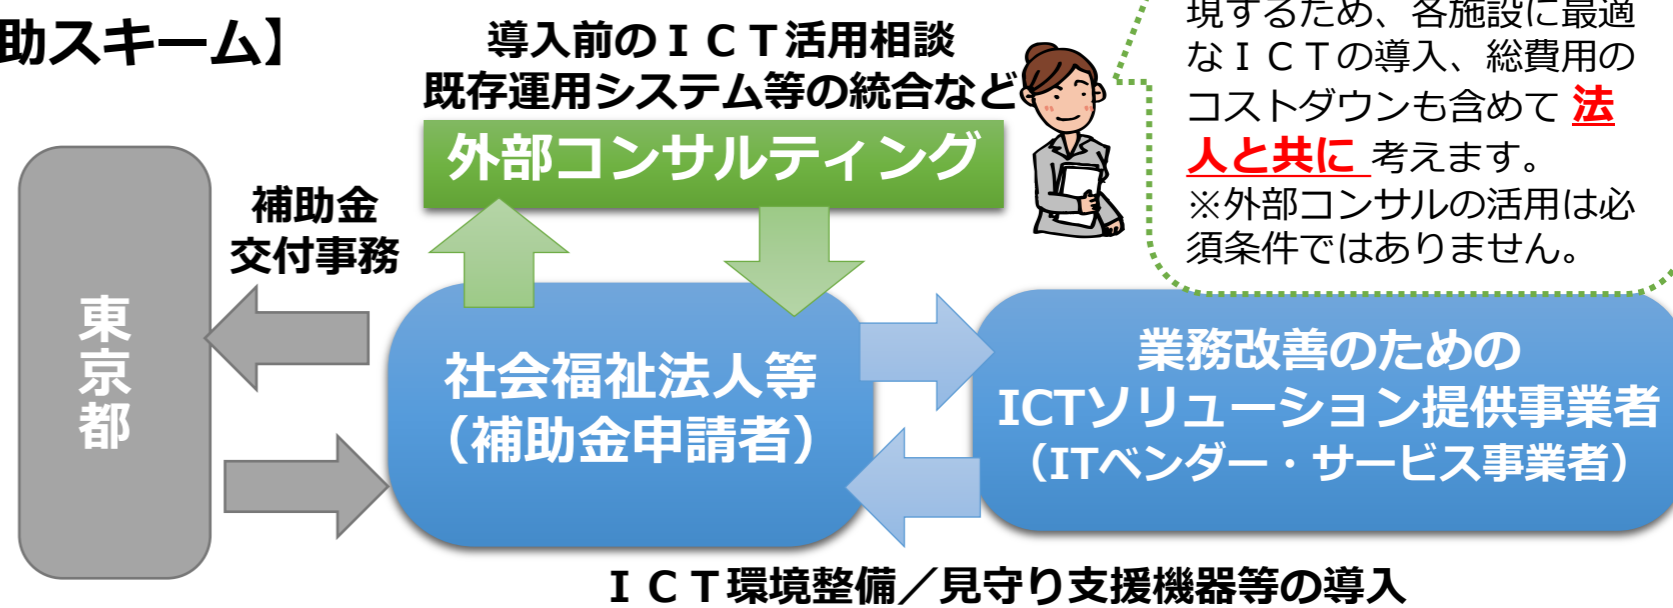 助スキーム】
導入前のＩＣＴ活用相談
既存運用システム等の統合など
外部コンサルティング
現するため、各施設に最適
なＩＣＴの導入、総費用の
コストダウンも含めて 法
人と共に 考えます。
※外部コンサルの活用は必
須条件ではありません。
補助金
交付事務
東京都
社会福祉法人等
（補助金申請者）
業務改善のための
ICTソリューション提供事業者
（ITベンダー・サービス事業者）
ＩＣＴ環境整備／見守り支援機器等の導入